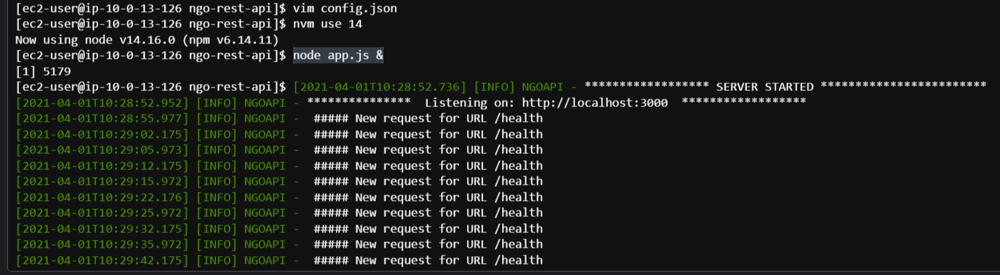 [ec2-user@ip-10-0-13-126 ngo-rest-api]$ vim config.json
[ec2-user@ip-10-0-13-126 ngo-rest-api]$ nvm use 14
Now using node v14.16.0 (npm v6.14.11)
[ec2-user@ip-10-0-13-126 ngo-rest-api]$ node app.js &
[1] 5179
[ec2-user@ip-10-0-13-126 ngo-rest-api]$ [2021-04-01T10:28:52.736] [INFO] NGOAPI - ****************** SERVER STARTED ************************
[2021-04-01T10:28:52.952] [INFO] NGOAPI - ***************  Listening on: http://localhost:3000  ******************
[2021-04-01T10:28:55.977] [INFO] NGOAPI -  ##### New request for URL /health
[2021-04-01T10:29:02.175] [INFO] NGOAPI -  ##### New request for URL /health
[2021-04-01T10:29:05.973] [INFO] NGOAPI -  ##### New request for URL /health
[2021-04-01T10:29:12.175] [INFO] NGOAPI -  ##### New request for URL /health
[2021-04-01T10:29:15.972] [INFO] NGOAPI -  ##### New request for URL /health
[2021-04-01T10:29:22.176] [INFO] NGOAPI -  ##### New request for URL /health
[2021-04-01T10:29:25.972] [INFO] NGOAPI -  ##### New request for URL /health
[2021-04-01T10:29:32.175] [INFO] NGOAPI -  ##### New request for URL /health
[2021-04-01T10:29:35.972] [INFO] NGOAPI -  ##### New request for URL /health
[2021-04-01T10:29:42.175] [INFO] NGOAPI -  ##### New request for URL /health